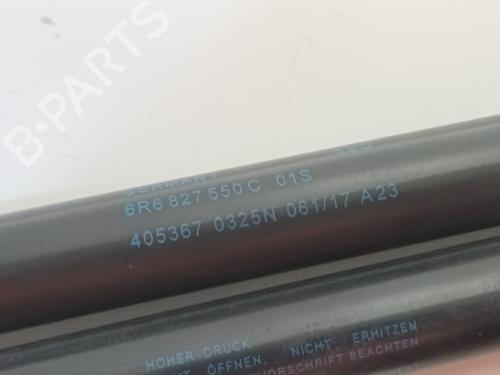 B-PARTS
GERMANY
6R6 827 550 C 01S
405367 0325N 061/17 A23
HOHER DRUCK
ÖFFNEN. NICHT ERHITZEN
VORSCHRIFT BEACHTEN